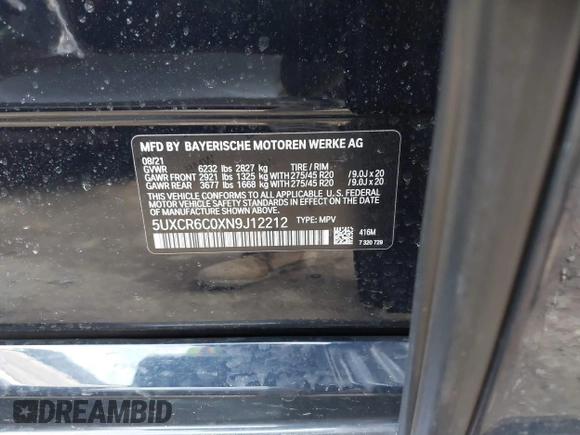 MFD BY BAYERISCHE MOTOREN WERKE AG
08/21
GVWR 6232 lbs 2827 kg TIRE / RIM
GAWR FRONT 2921 lbs 1325 kg WITH 275/45 R20 / 9.0J x 20
GAWR REAR 3677 lbs 1668 kg WITH 275/45 R20 / 9.0J x 20
THIS VEHICLE CONFORMS TO ALL APPLICABLE U.S. FEDERAL
MOTOR VEHICLE SAFETY STANDARDS IN EFFECT ON THE
DATE OF MANUFACTURE SHOWN ABOVE.
5UXCR6C0XN9J12212 TYPE: MPV
416M
7 320 729
DREAMBID